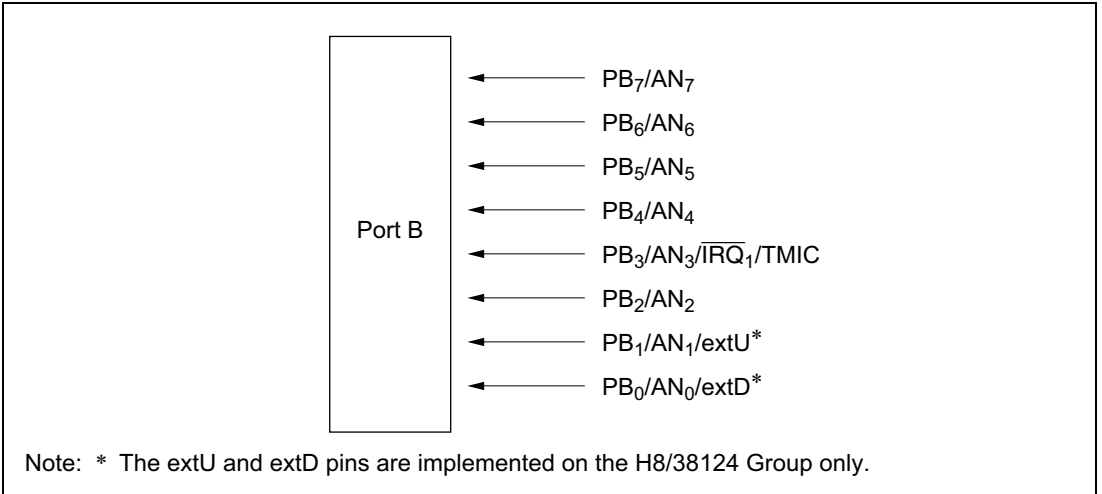 PB₇/AN₇
PB₆/AN₆
PB₅/AN₅
PB₄/AN₄
Port B
PB₃/AN₃/I̅R̅Q̅₁/TMIC
PB₂/AN₂
PB₁/AN₁/extU*
PB₀/AN₀/extD*
Note: * The extU and extD pins are implemented on the H8/38124 Group only.